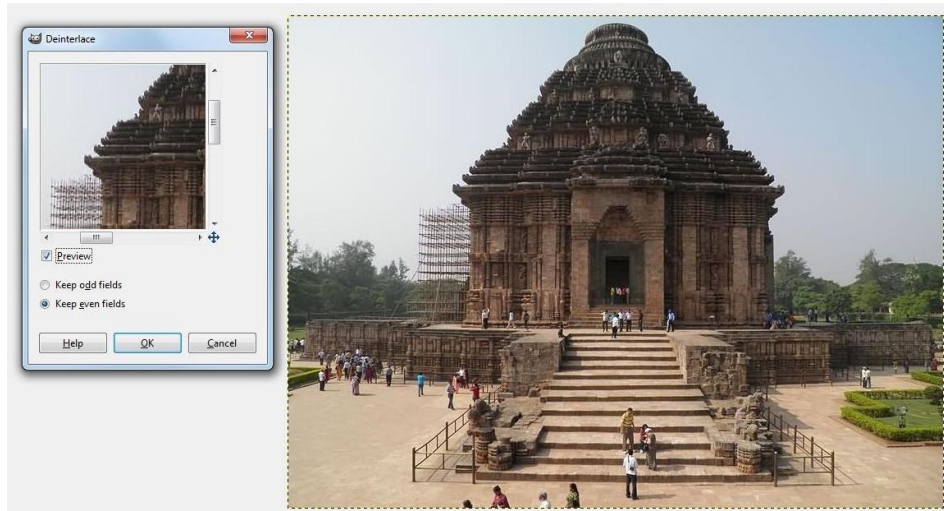 Deinterlace
Preview
Keep odd fields
Keep even fields
Help
OK
Cancel